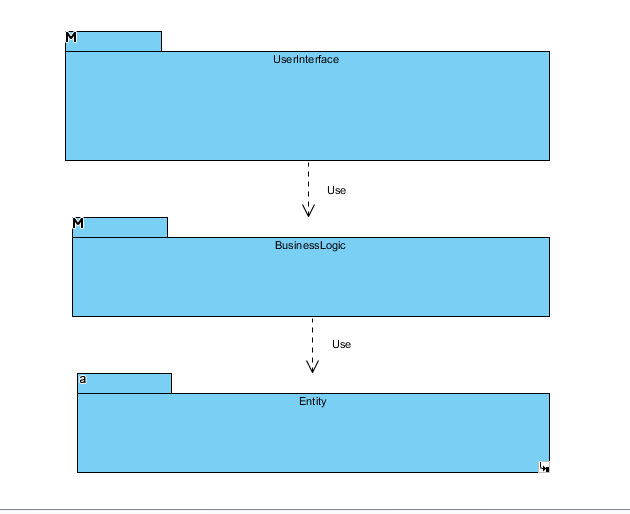 M
UserInterface
Use
M
BusinessLogic
Use
a
Entity